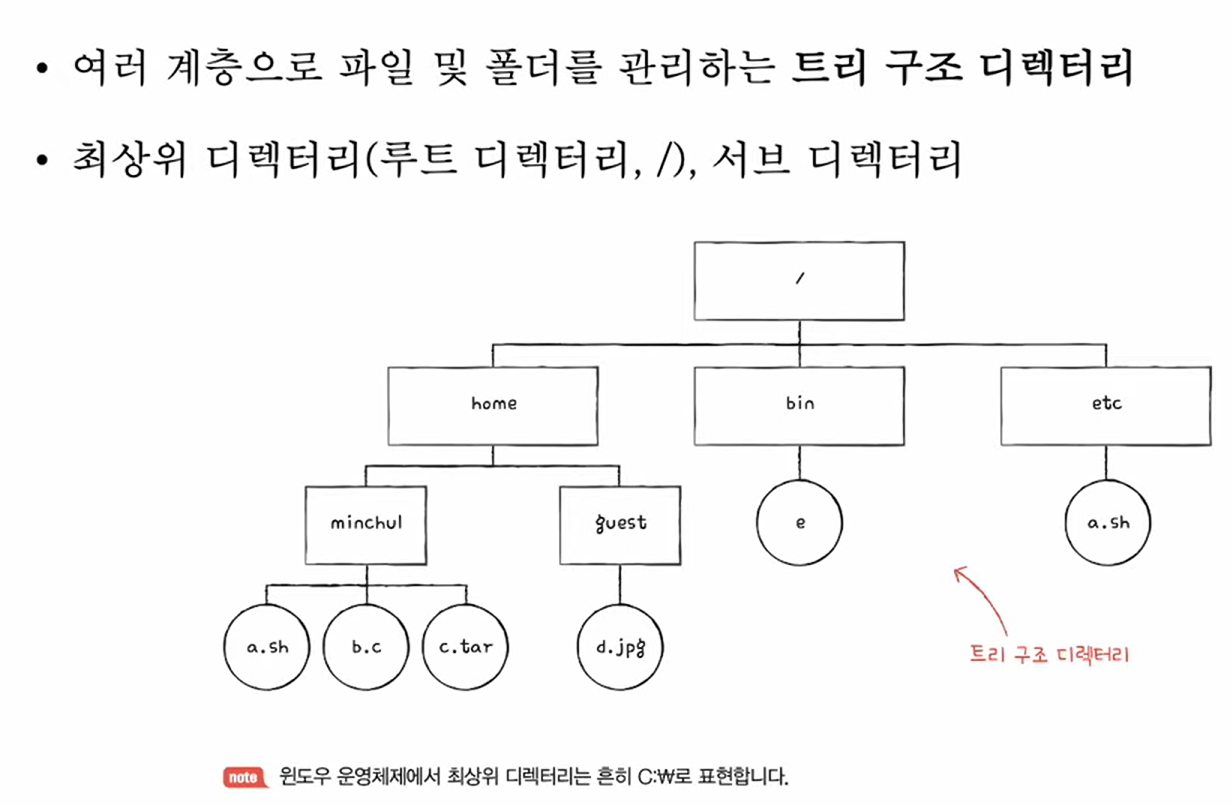 • 여러 계층으로 파일 및 폴더를 관리하는 트리 구조 디렉터리
• 최상위 디렉터리(루트 디렉터리, /), 서브 디렉터리
/
home
bin
etc
minchul
guest
e
a.sh
a.sh
b.c
c.tar
d.jpg
트리 구조 디렉터리
note 윈도우 운영체제에서 최상위 디렉터리는 흔히 C:₩로 표현합니다.